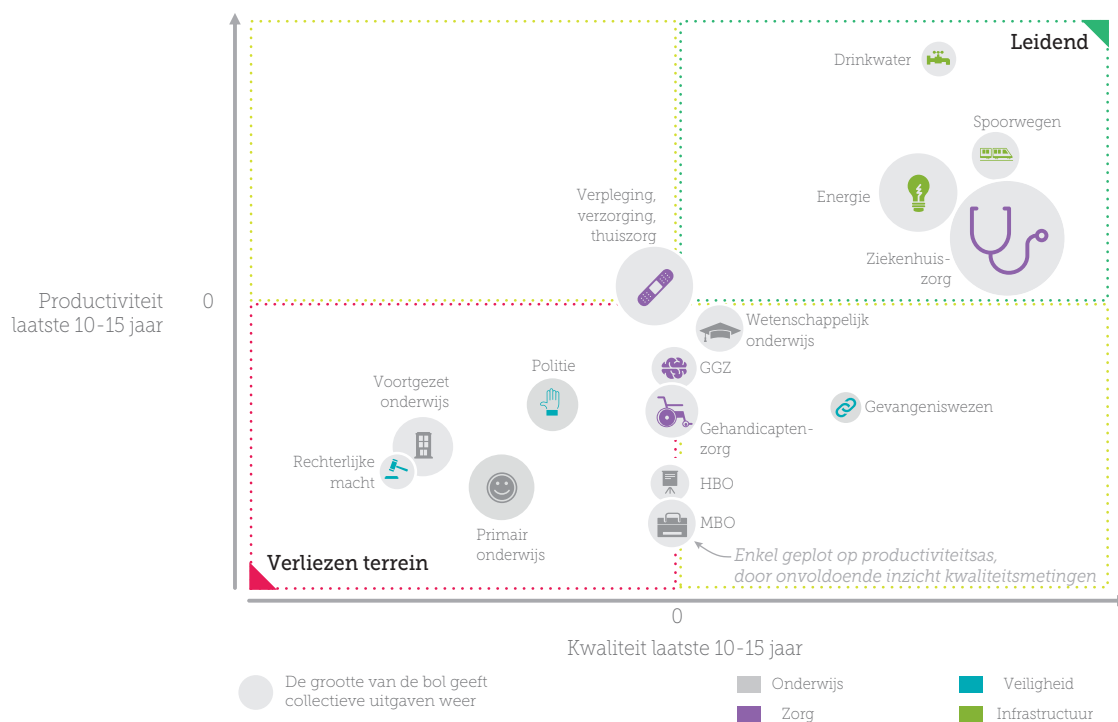 Leidend
Drinkwater
Spoorwegen
Verpleging,
verzorging,
thuiszorg
Energie
Ziekenhuis-
zorg
Productiviteit
laatste 10-15 jaar
0
Wetenschappelijk
onderwijs
Politie
GGZ
Voortgezet
onderwijs
Gevangeniswezen
Gehandicapten-
zorg
Rechterlijke
macht
HBO
MBO
Primair
onderwijs
Enkel geplot op productiviteitsas,
door onvoldoende inzicht kwaliteitsmetingen
Verliezen terrein
0
Kwaliteit laatste 10-15 jaar
De grootte van de bol geeft
collectieve uitgaven weer
Onderwijs
Zorg
Veiligheid
Infrastructuur